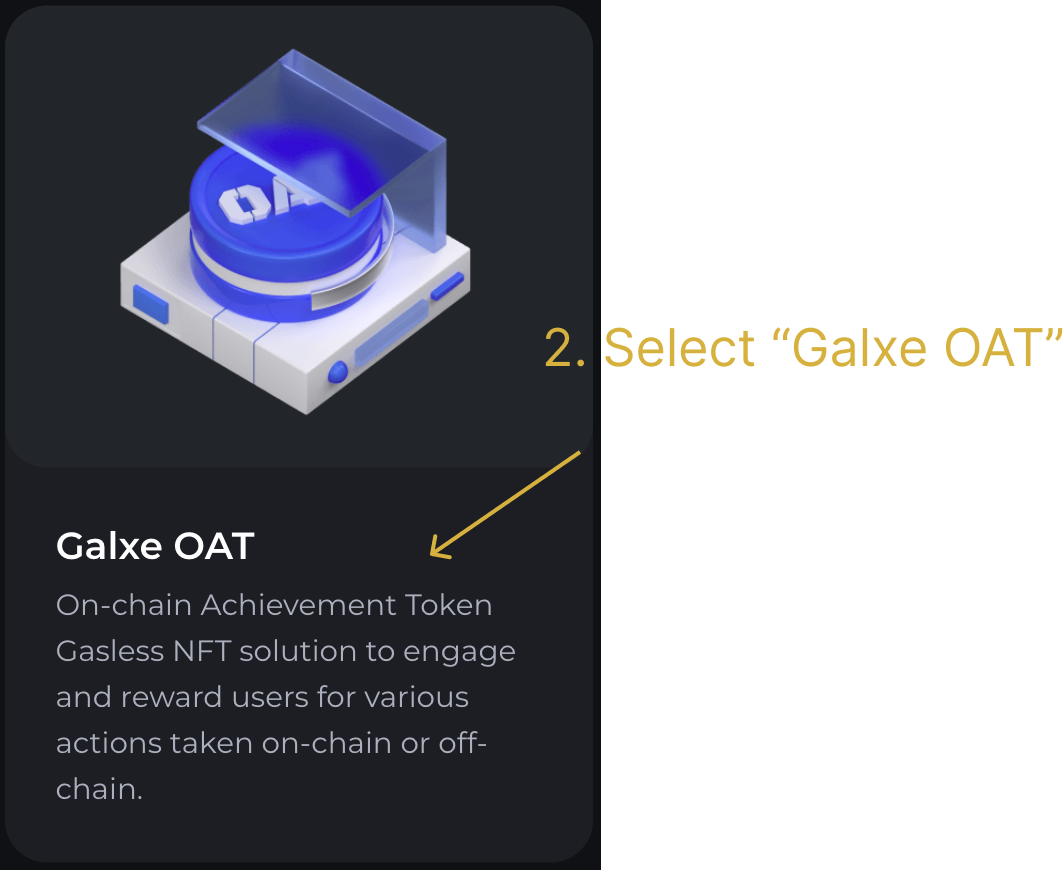 OA
2. Select “Galxe OAT”
Galxe OAT
On-chain Achievement Token
Gasless NFT solution to engage
and reward users for various
actions taken on-chain or off-
chain.